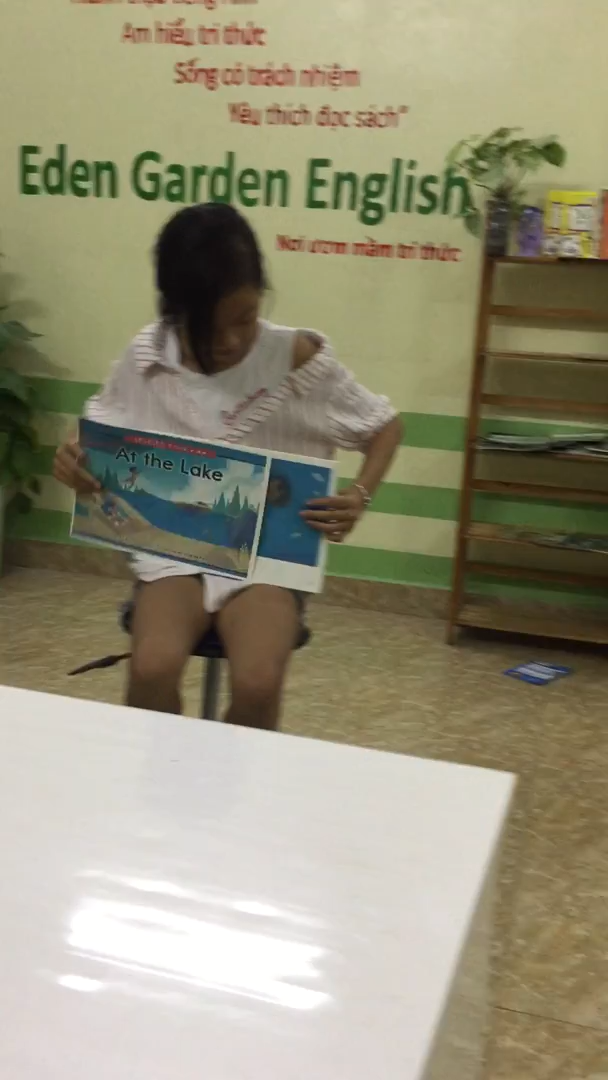 Am hiểu tri thức
Sống có trách nhiệm
Yêu thích đọc sách"
Eden Garden English
Nơi ươm mầm tri thức
At the Lake